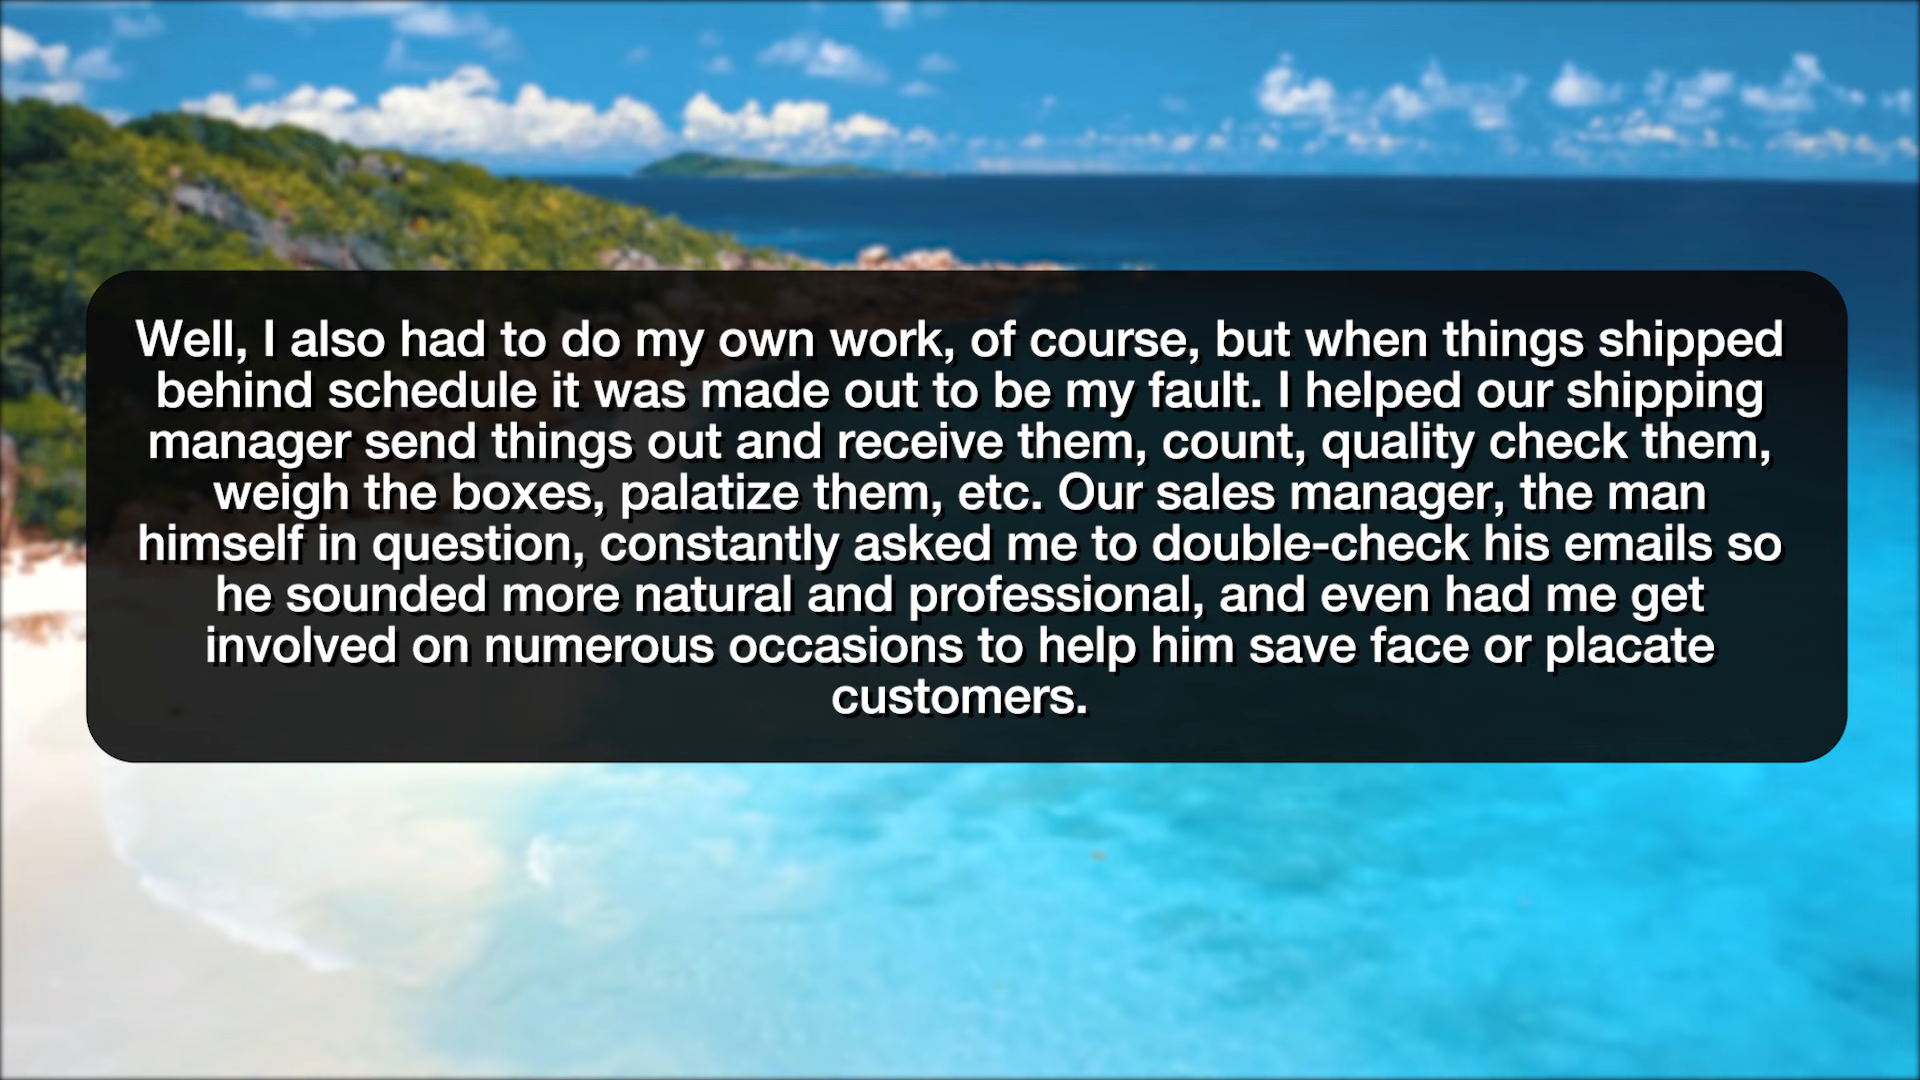 Well, I also had to do my own work, of course, but when things shipped
behind schedule it was made out to be my fault. I helped our shipping
manager send things out and receive them, count, quality check them,
weigh the boxes, palatize them, etc. Our sales manager, the man
himself in question, constantly asked me to double-check his emails so
he sounded more natural and professional, and even had me get
involved on numerous occasions to help him save face or placate
customers.